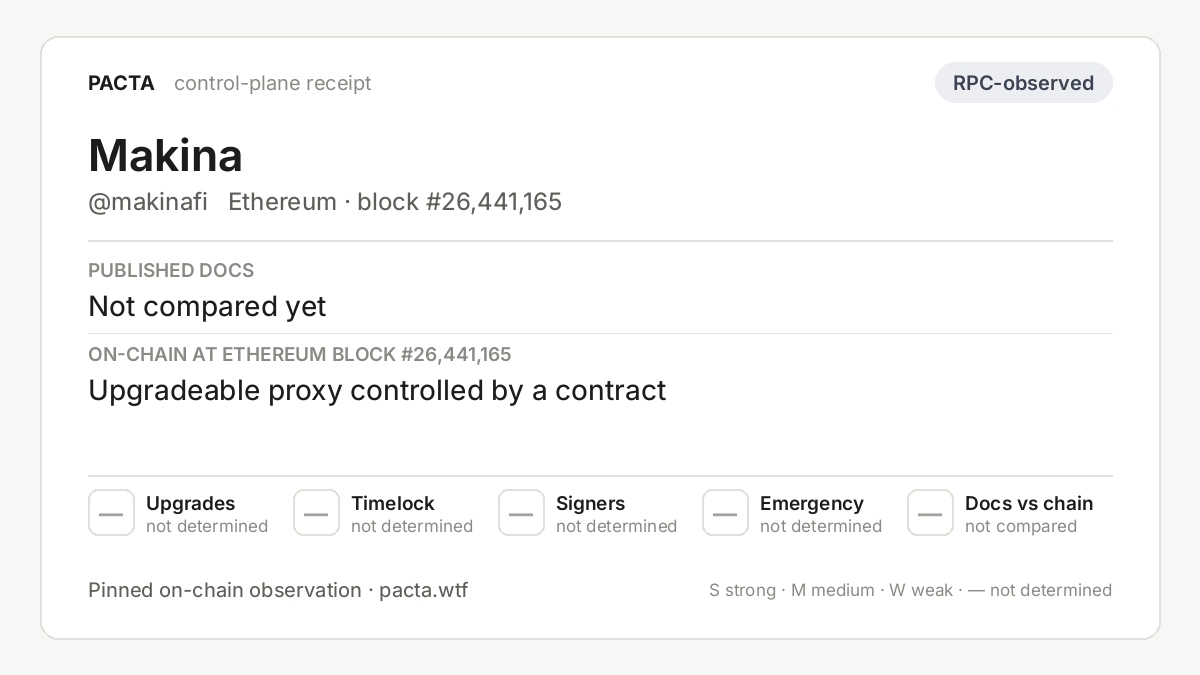 PACTA control-plane receipt
RPC-observed
Makina
@makinafi Ethereum · block #26,441,165
PUBLISHED DOCS
Not compared yet
ON-CHAIN AT ETHEREUM BLOCK #26,441,165
Upgradeable proxy controlled by a contract
— Upgrades
not determined
— Timelock
not determined
— Signers
not determined
— Emergency
not determined
— Docs vs chain
not compared
Pinned on-chain observation · pacta.wtf
S strong · M medium · W weak · — not determined